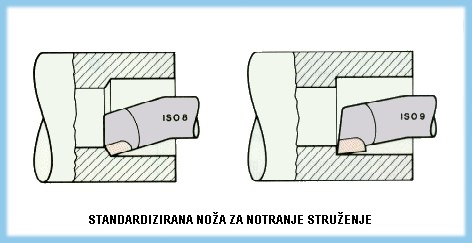 ISO 8
ISO 9
STANDARDIZIRANA NOŽA ZA NOTRANJE STRUŽENJE